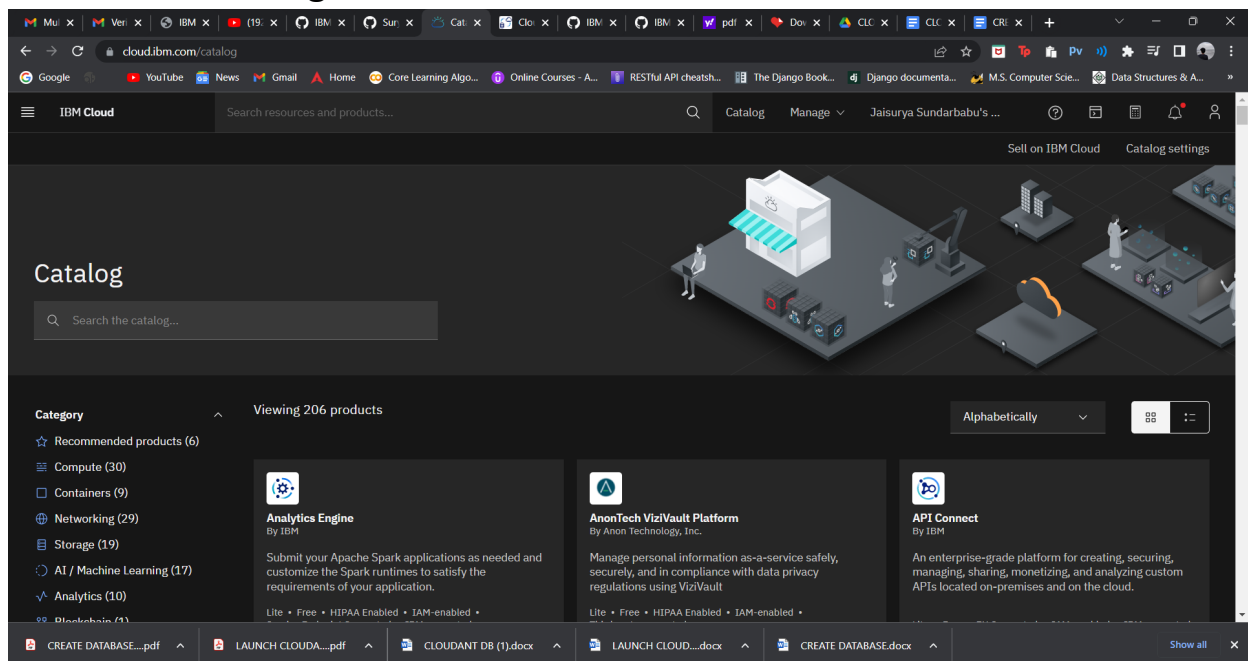 Mul
Veri
IBM
(19:
IBM
Sur
Cat
Clou
IBM
IBM
pdf
Dov
CLC
CLC
CRE
cloud.ibm.com/catalog
Google
YouTube
News
Gmail
Home
Core Learning Algo...
Online Courses - A...
RESTful API cheatsh...
The Django Book...
Django documenta...
M.S. Computer Scie...
Data Structures & A...
IBM Cloud
Search resources and products...
Catalog
Manage
Jaisurya Sundarbabu's ...
Sell on IBM Cloud
Catalog settings
Catalog
Search the catalog...
Category
Viewing 206 products
Alphabetically
Recommended products (6)
Compute (30)
Containers (9)
Networking (29)
Storage (19)
AI / Machine Learning (17)
Analytics (10)
Blockchain (1)
Analytics Engine
By IBM
Submit your Apache Spark applications as needed and
customize the Spark runtimes to satisfy the
requirements of your application.
Lite • Free • HIPAA Enabled • IAM-enabled •
AnonTech ViziVault Platform
By Anon Technology, Inc.
Manage personal information as-a-service safely,
securely, and in compliance with data privacy
regulations using ViziVault
Lite • Free • HIPAA Enabled • IAM-enabled •
API Connect
By IBM
An enterprise-grade platform for creating, securing,
managing, sharing, monetizing, and analyzing custom
APIs located on-premises and on the cloud.
CREATE DATABASE....pdf
LAUNCH CLOUDA....pdf
CLOUDANT DB (1).docx
LAUNCH CLOUD....docx
CREATE DATABASE.docx
Show all